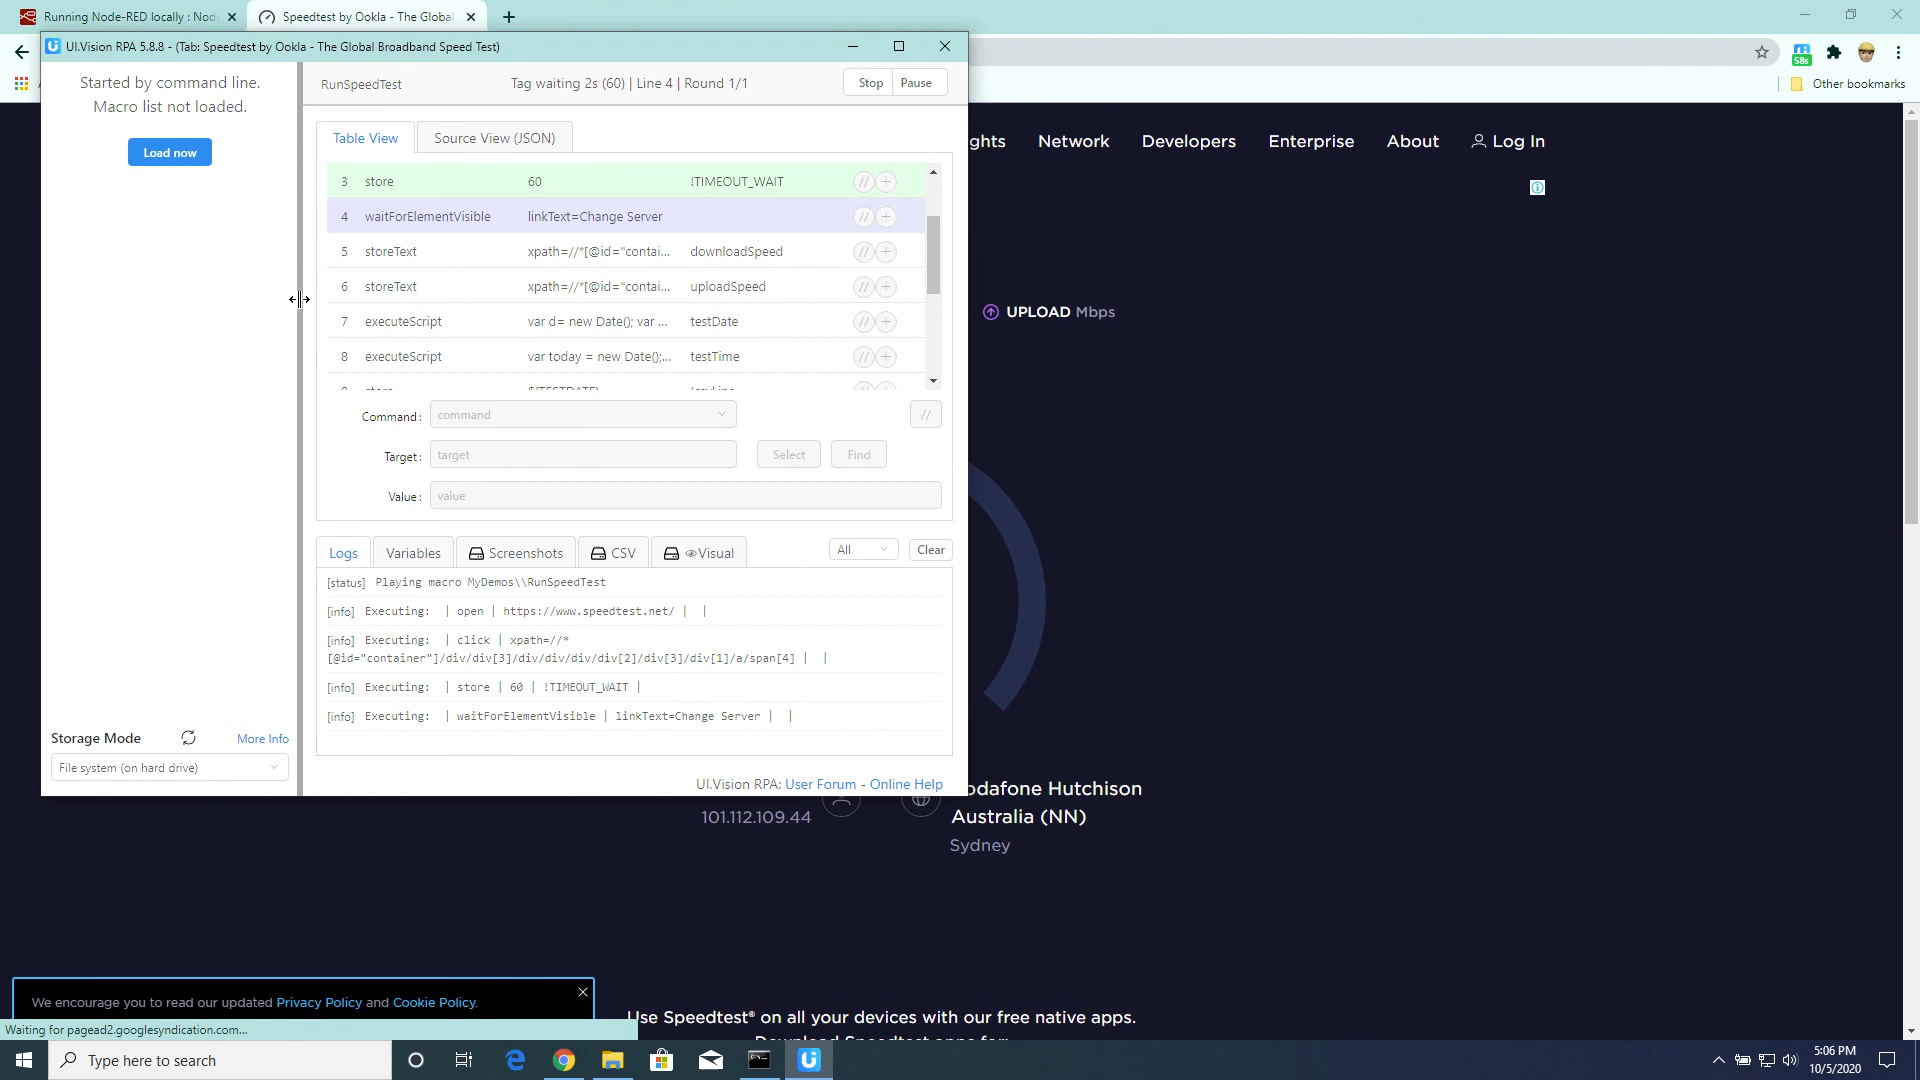 Running Node-RED locally : Node
Speedtest by Ookla - The Global
UI.Vision RPA 5.8.8 - (Tab: Speedtest by Ookla - The Global Broadband Speed Test)
58s
Other bookmarks
Started by command line.
Macro list not loaded.
Load now
RunSpeedTest
Tag waiting 2s (60) | Line 4 | Round 1/1
Stop
Pause
Table View
Source View (JSON)
3 store 60 !TIMEOUT_WAIT
4 waitForElementVisible linkText=Change Server
5 storeText xpath=//*[@id="contai... downloadSpeed
6 storeText xpath=//*[@id="contai... uploadSpeed
7 executeScript var d= new Date(); var ... testDate
8 executeScript var today = new Date();... testTime
Command:
command
//
Target:
target
Select
Find
Value:
value
Logs
Variables
Screenshots
CSV
Visual
All
Clear
[status] Playing macro MyDemos\\RunSpeedTest
[info] Executing: | open | https://www.speedtest.net/ | |
[info] Executing: | click | xpath=//*
[@id="container"]/div/div[3]/div/div/div/div[2]/div[3]/div[1]/a/span[4] | |
[info] Executing: | store | 60 | !TIMEOUT_WAIT |
[info] Executing: | waitForElementVisible | linkText=Change Server | |
Storage Mode
More Info
File system (on hard drive)
UI.Vision RPA: User Forum - Online Help
ghts
Network
Developers
Enterprise
About
Log In
UPLOAD Mbps
odafone Hutchison
Australia (NN)
101.112.109.44
Sydney
We encourage you to read our updated Privacy Policy and Cookie Policy.
Waiting for pagead2.googlesyndication.com...
Use Speedtest® on all your devices with our free native apps.
Download Speedtest apps for:
Type here to search
5:06 PM
10/5/2020